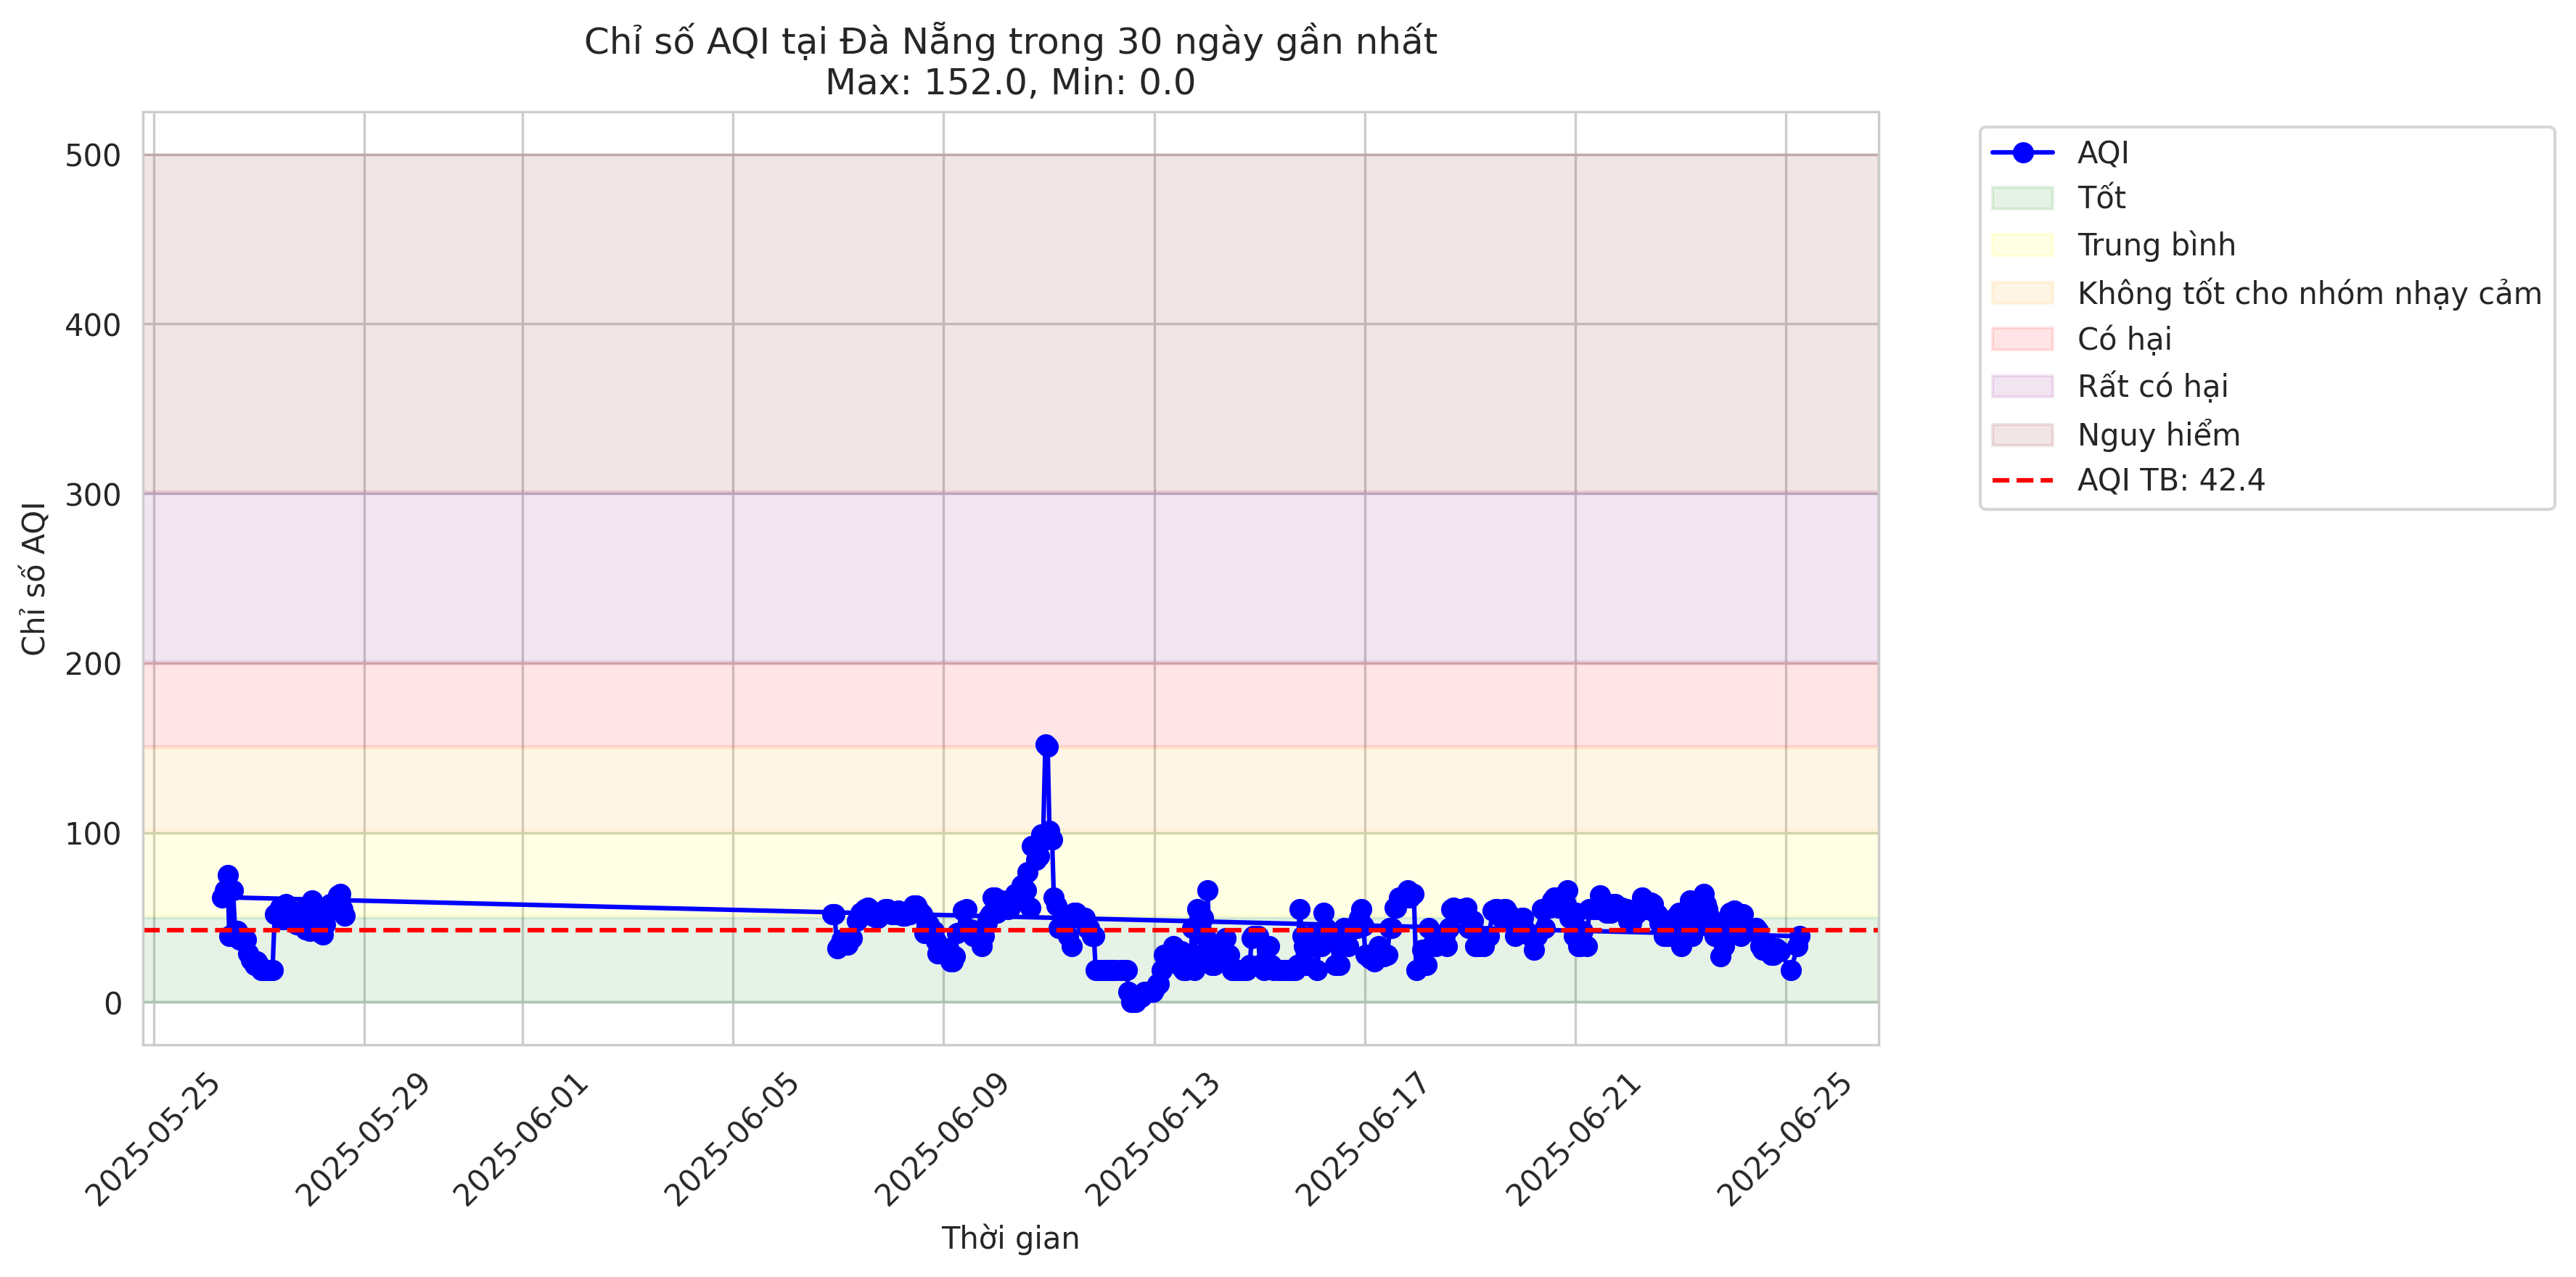 Chỉ số AQI tại Đà Nẵng trong 30 ngày gần nhất
Max: 152.0, Min: 0.0
Chỉ số AQI
500
400
300
200
100
0
2025-05-25
2025-05-29
2025-06-01
2025-06-05
2025-06-09
2025-06-13
2025-06-17
2025-06-21
2025-06-25
Thời gian
AQI
Tốt
Trung bình
Không tốt cho nhóm nhạy cảm
Có hại
Rất có hại
Nguy hiểm
AQI TB: 42.4